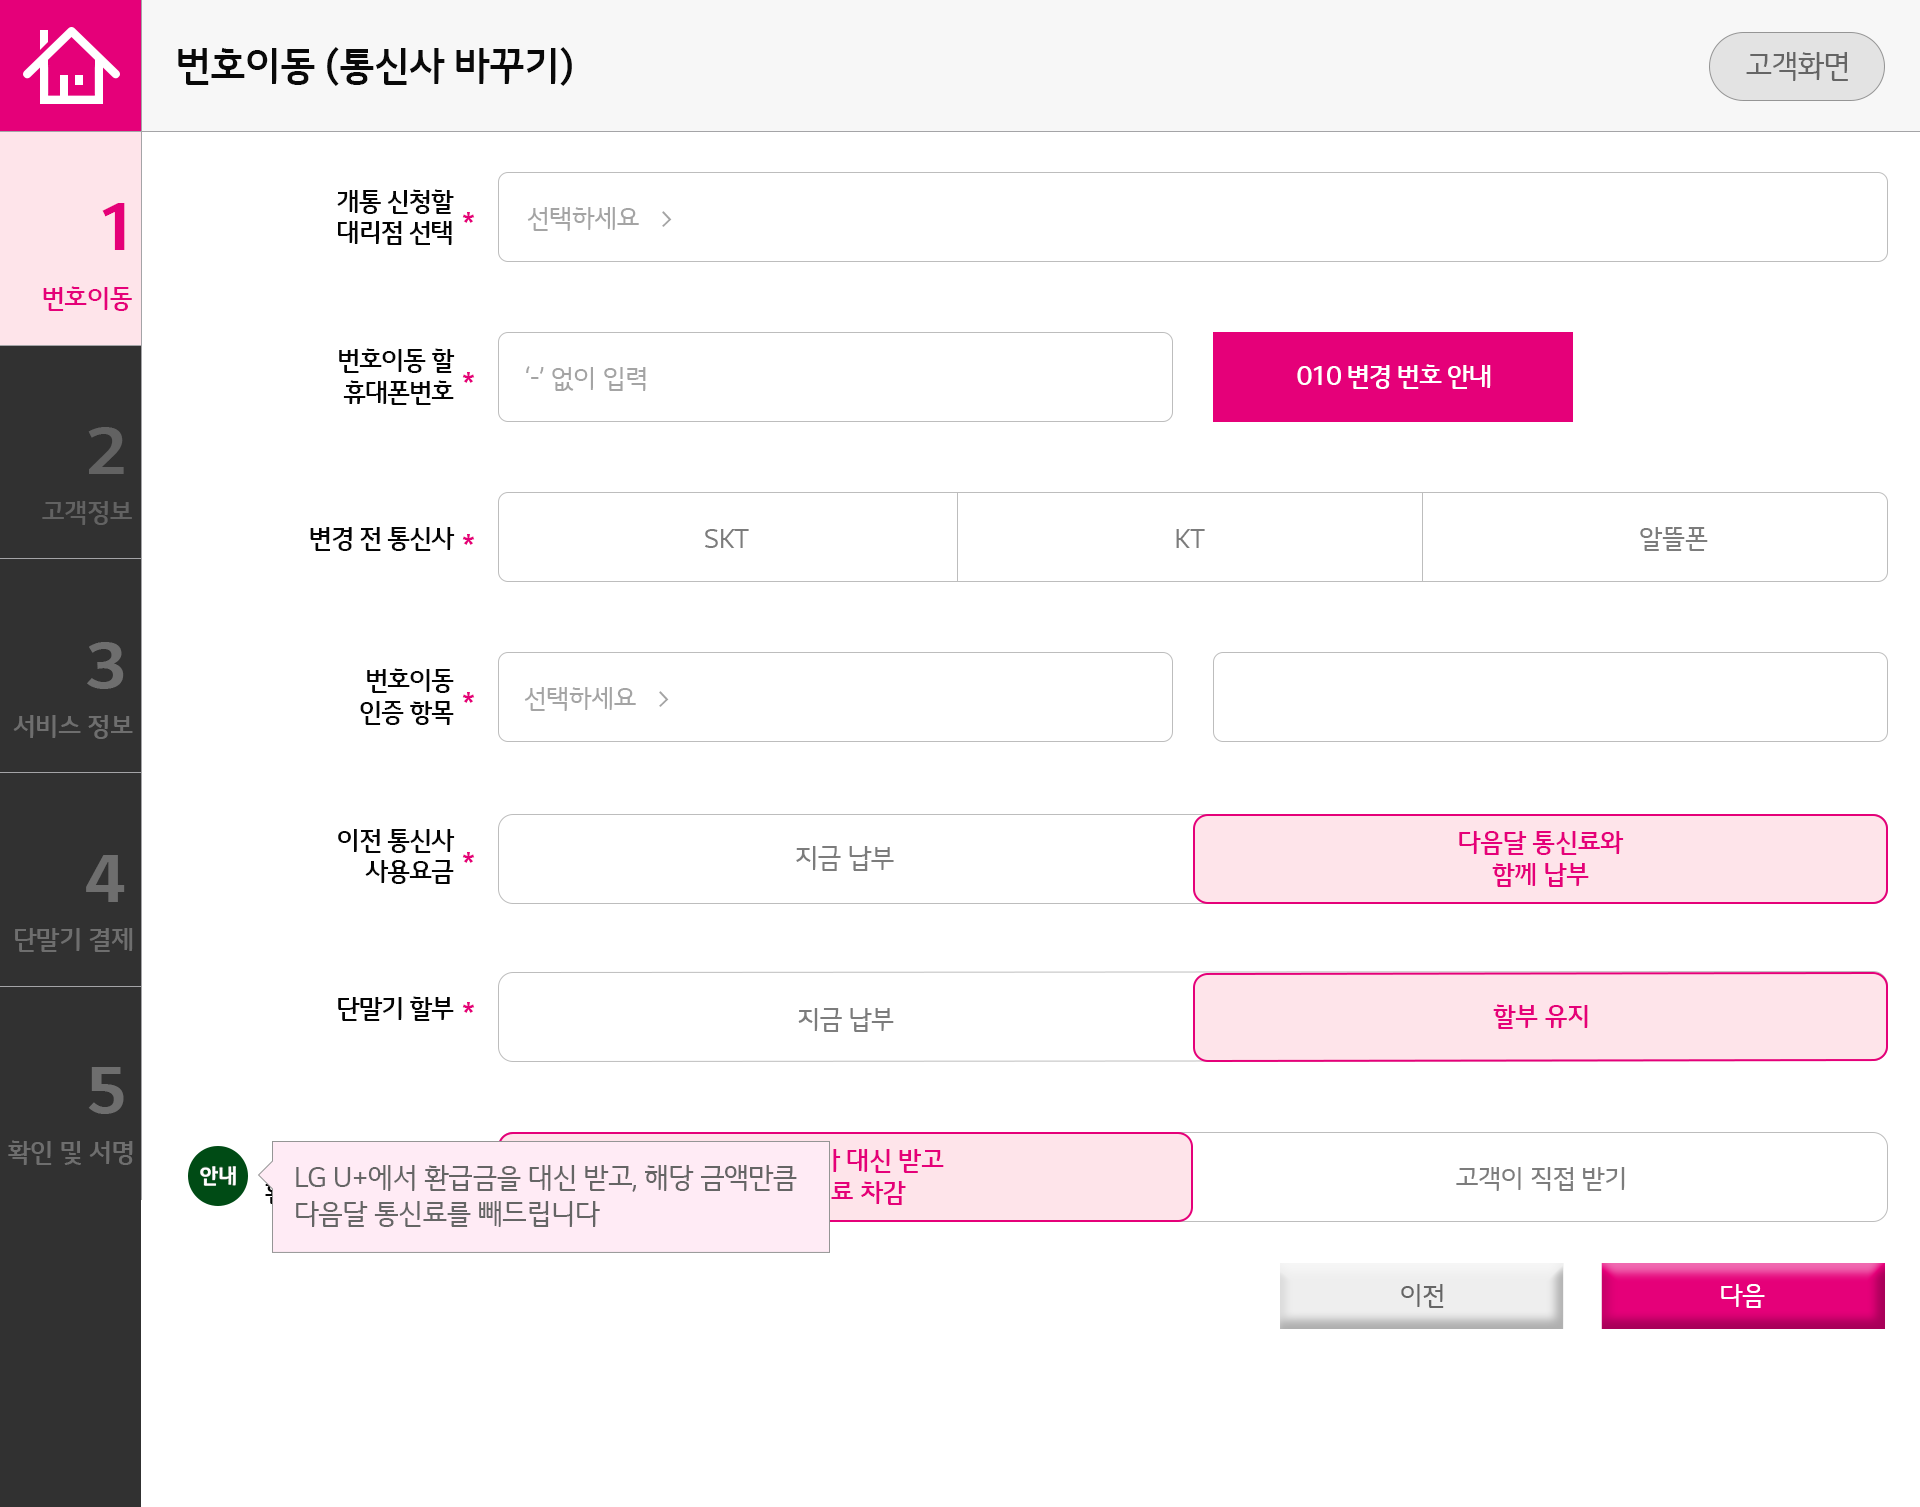 번호이동 (통신사 바꾸기)
고객화면
1
번호이동
2
고객정보
3
서비스 정보
4
단말기 결제
5
확인 및 서명
개통 신청할
대리점 선택 *
선택하세요 >
번호이동 할
휴대폰번호 *
‘-’ 없이 입력
010 변경 번호 안내
변경 전 통신사 *
SKT
KT
알뜰폰
번호이동
인증 항목 *
선택하세요 >
이전 통신사
사용요금 *
지금 납부
다음달 통신료와
함께 납부
단말기 할부 *
지금 납부
할부 유지
안내
LG U+에서 환급금을 대신 받고, 해당 금액만큼
다음달 통신료를 빼드립니다
대신 받고
료 차감
고객이 직접 받기
이전
다음